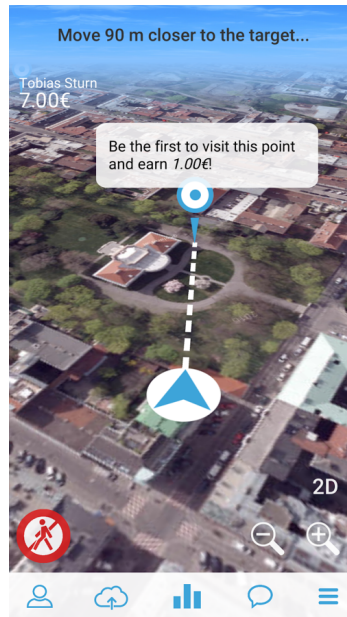 Move 90 m closer to the target...
Tobias Sturn
7.00€
Be the first to visit this point
and earn 1.00€!
2D